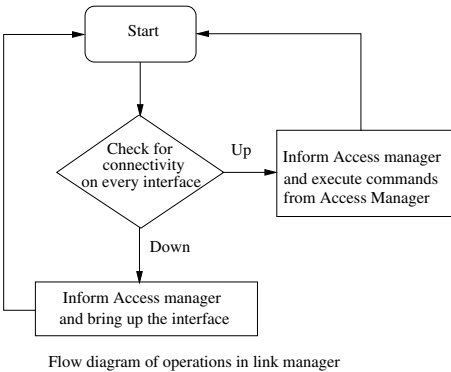 Start
Check for
connectivity
on every interface
Up
Inform Access manager
and execute commands
from Access Manager
Down
Inform Access manager
and bring up the interface
Flow diagram of operations in link manager